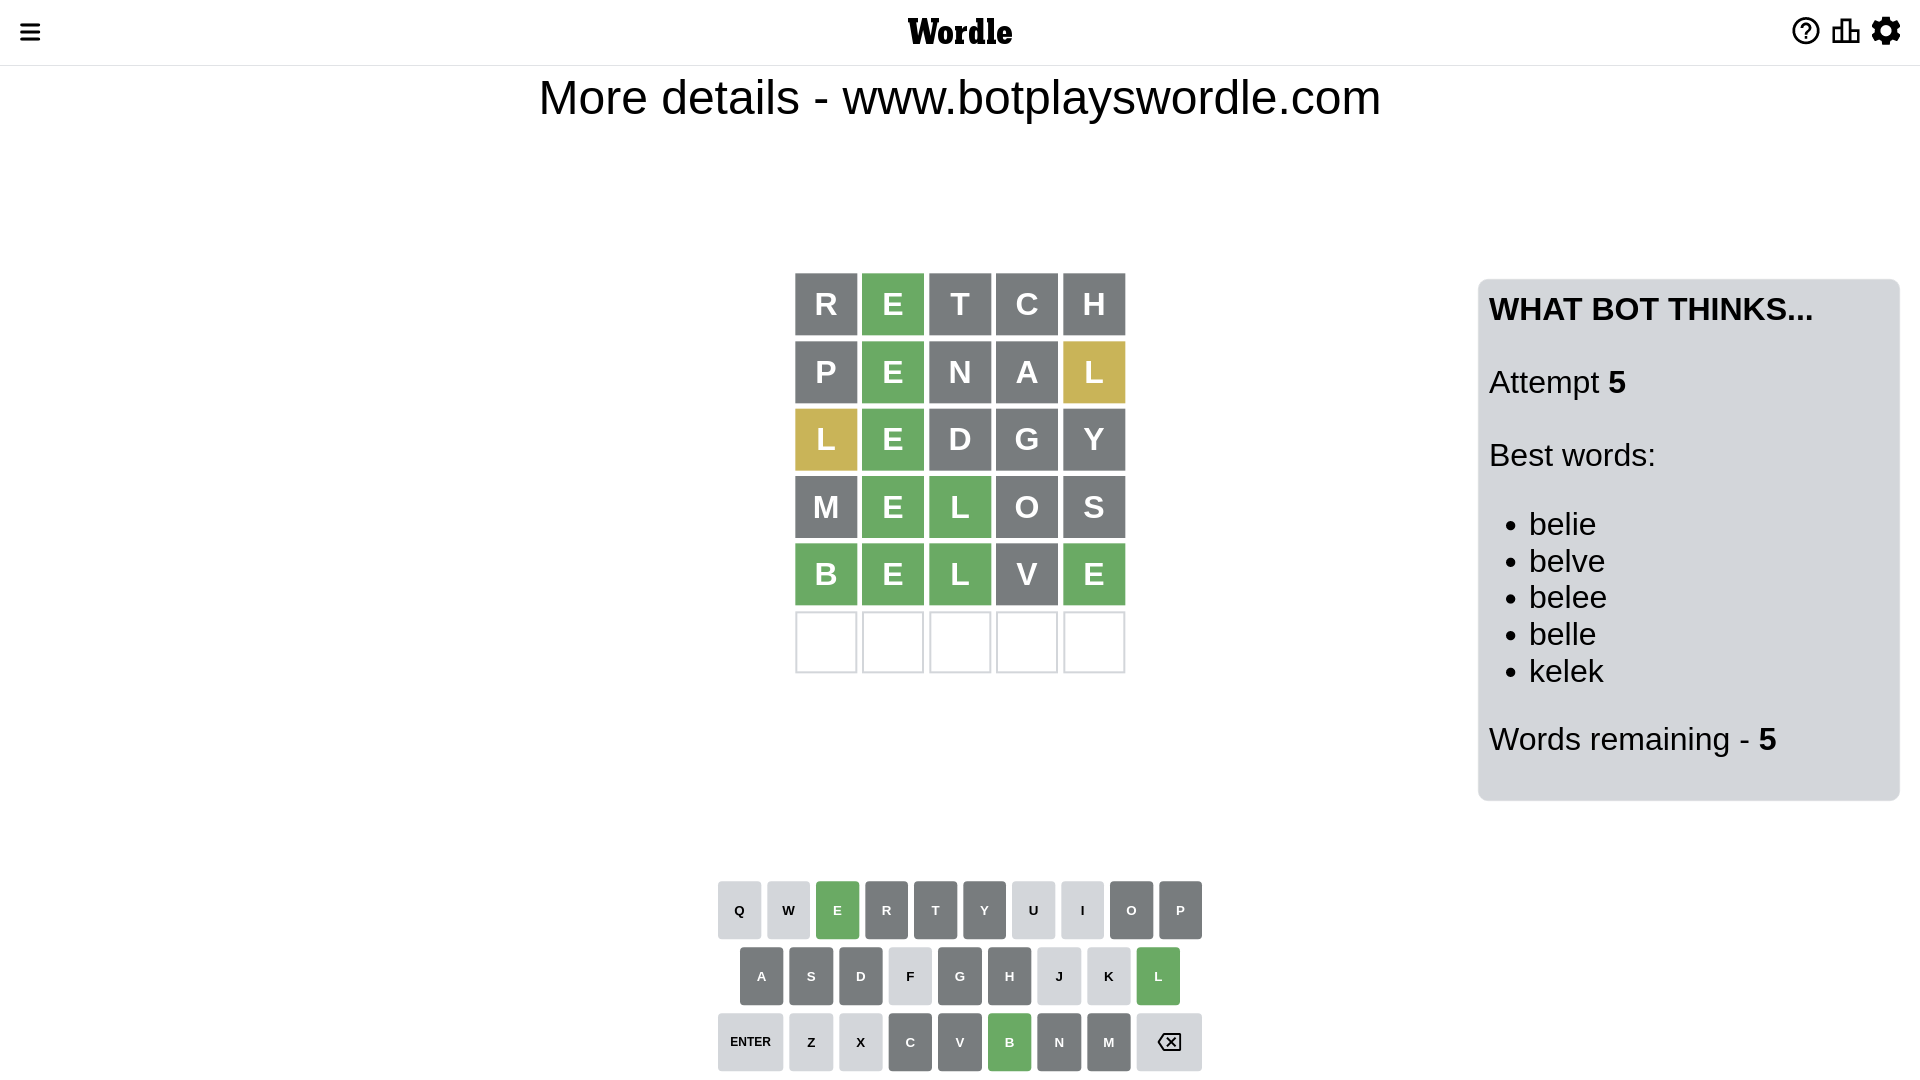 Wordle
More details - www.botplayswordle.com
R E T C H
P E N A L
L E D G Y
M E L O S
B E L V E
WHAT BOT THINKS...
Attempt 5
Best words:
• belie
• belve
• belee
• belle
• kelek
Words remaining - 5
Q W E R T Y U I O P
A S D F G H J K L
ENTER Z X C V B N M